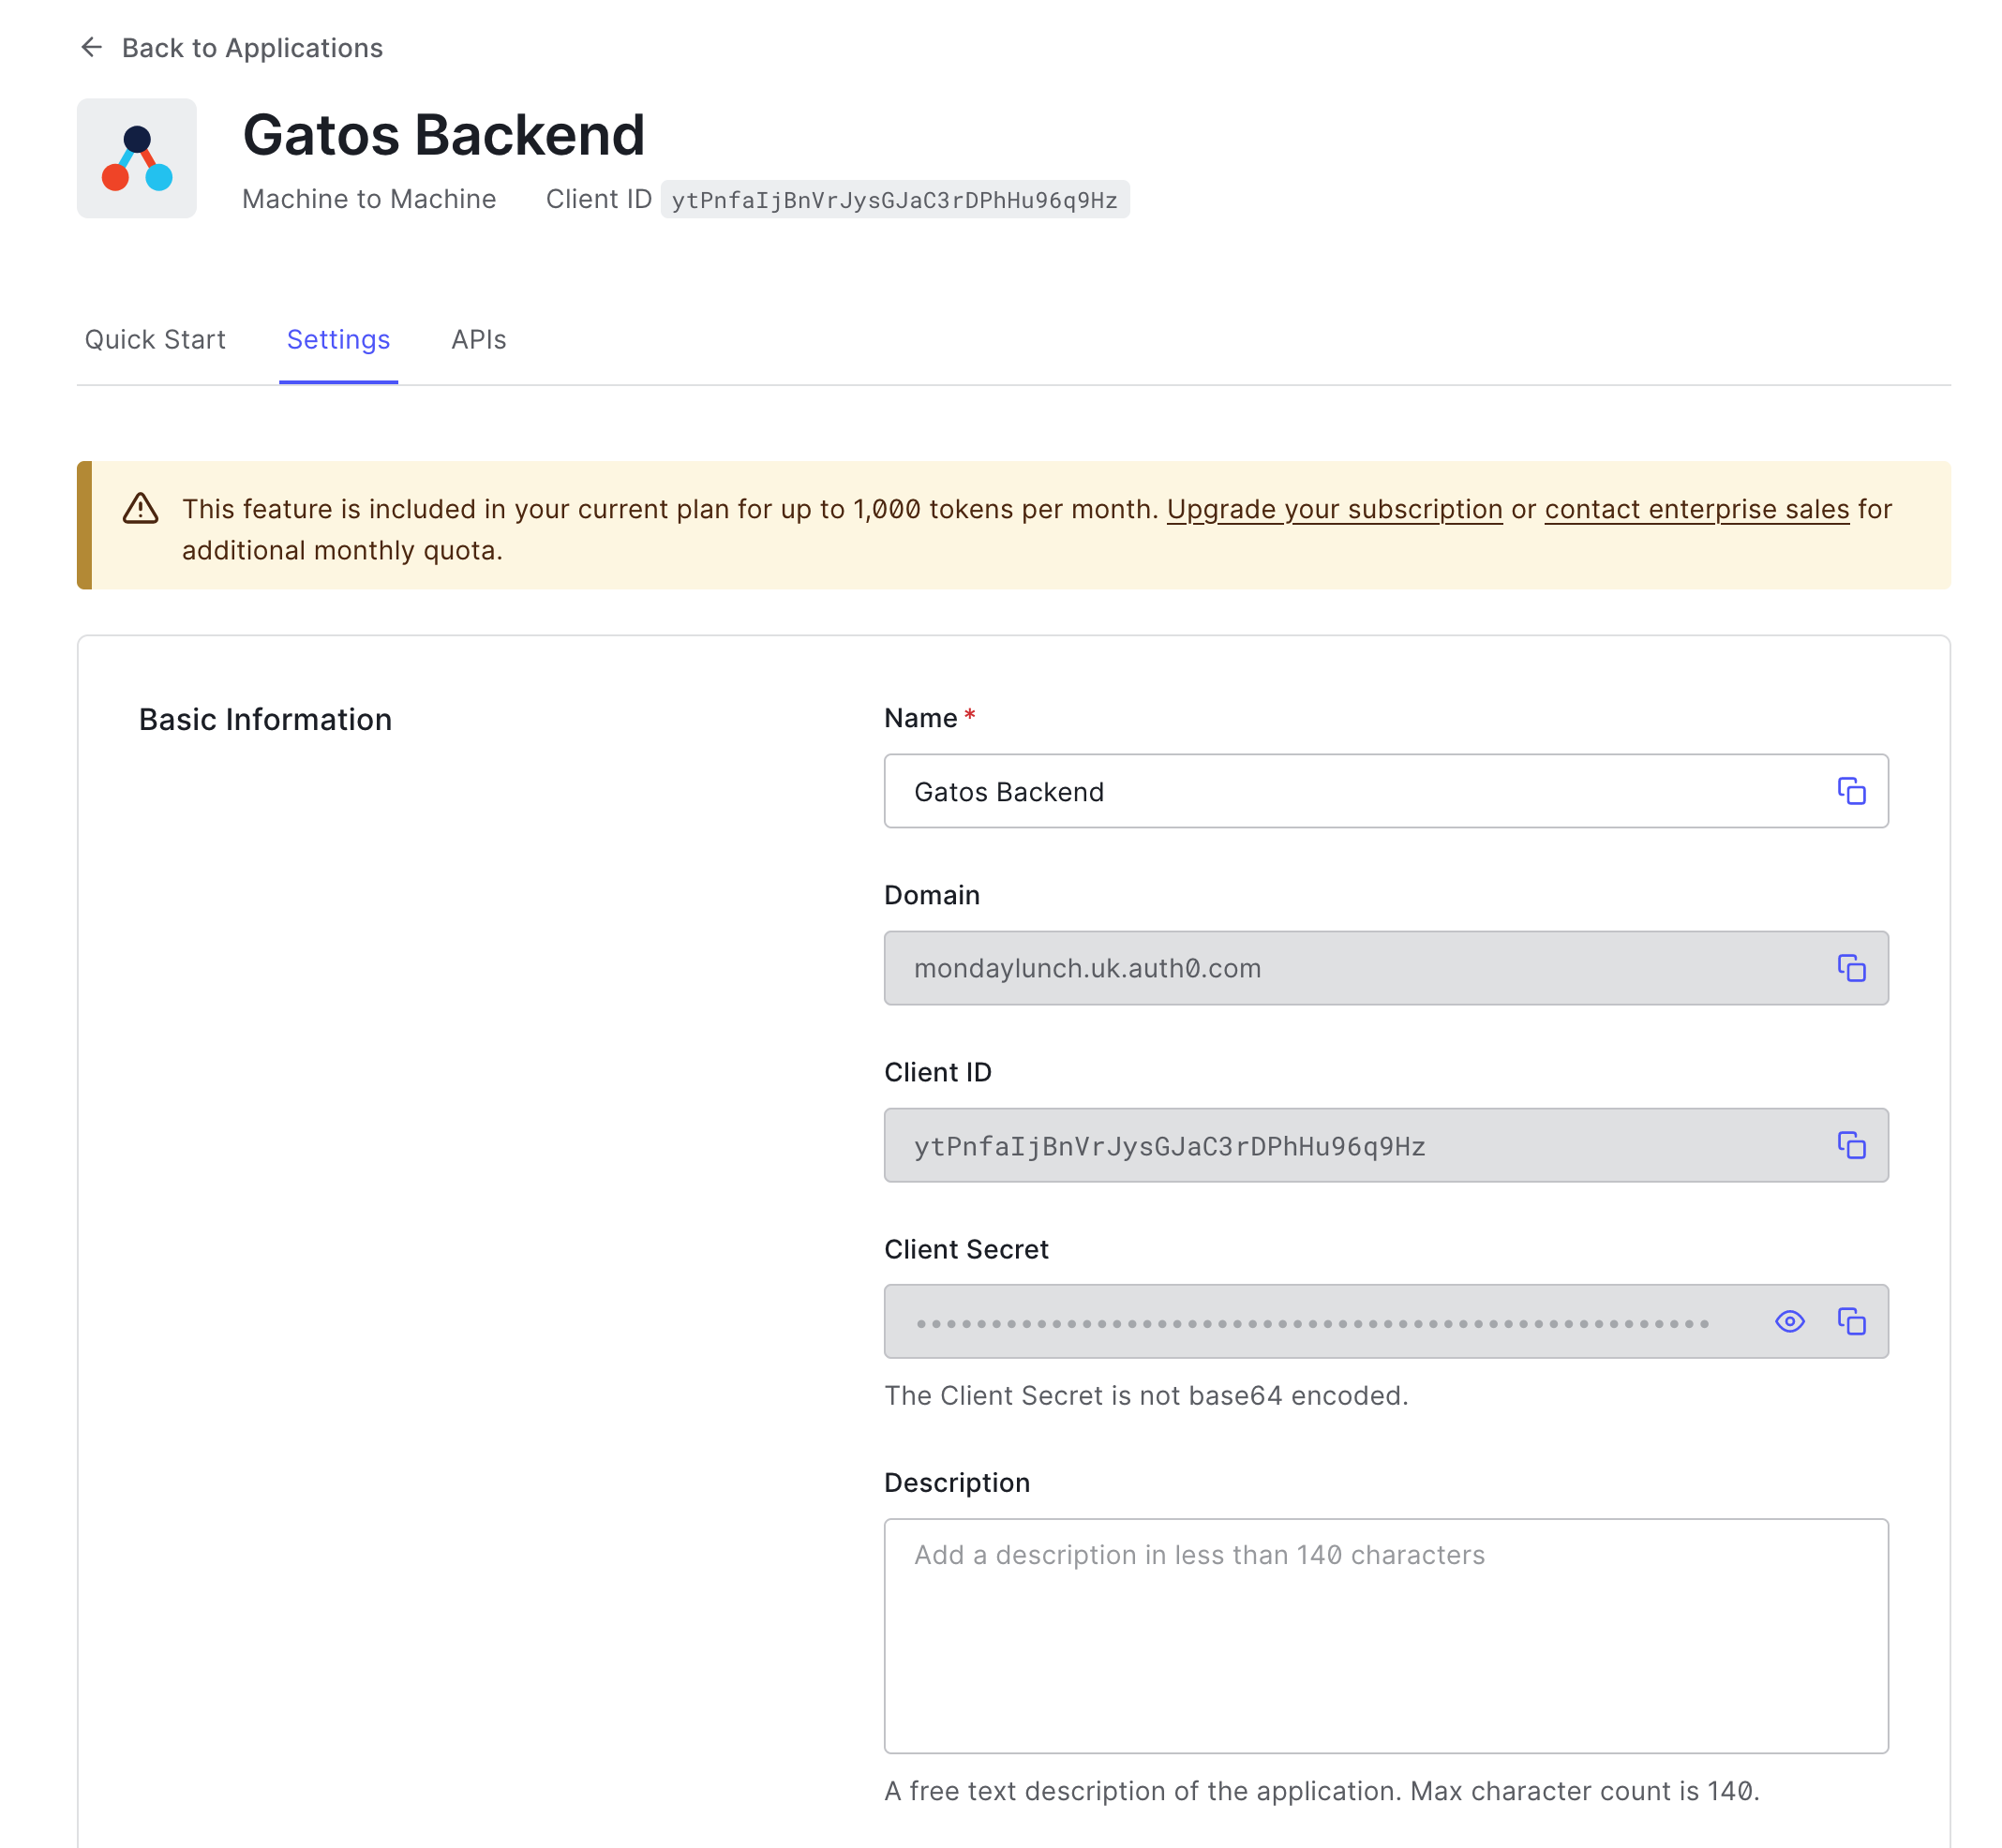 Back to Applications
Gatos Backend
Machine to Machine Client ID ytPnfaIjBnVrJysGJaC3rDPhHu96q9Hz
Quick Start Settings APIs
This feature is included in your current plan for up to 1,000 tokens per month. Upgrade your subscription or contact enterprise sales for
additional monthly quota.
Basic Information
Name *
Gatos Backend
Domain
mondaylunch.uk.auth0.com
Client ID
ytPnfaIjBnVrJysGJaC3rDPhHu96q9Hz
Client Secret
•••••••••••••••••••••••••••••••••••••••••••••••••••••
The Client Secret is not base64 encoded.
Description
Add a description in less than 140 characters
A free text description of the application. Max character count is 140.